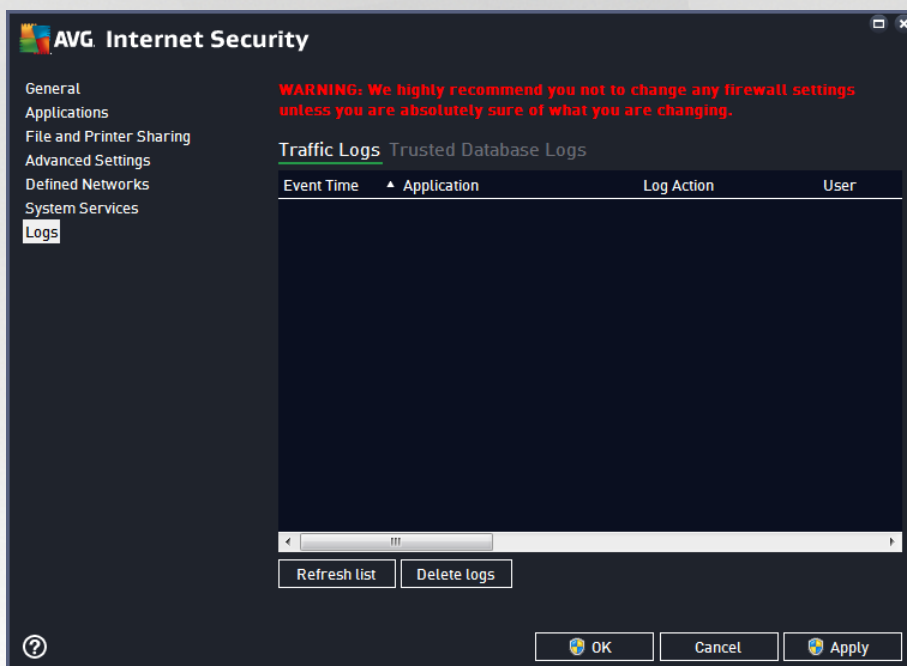 AVG Internet Security
General
Applications
File and Printer Sharing
Advanced Settings
Defined Networks
System Services
Logs
WARNING: We highly recommend you not to change any firewall settings
unless you are absolutely sure of what you are changing.
Traffic Logs Trusted Database Logs
Event Time Application Log Action User
Refresh list Delete logs
OK Cancel Apply